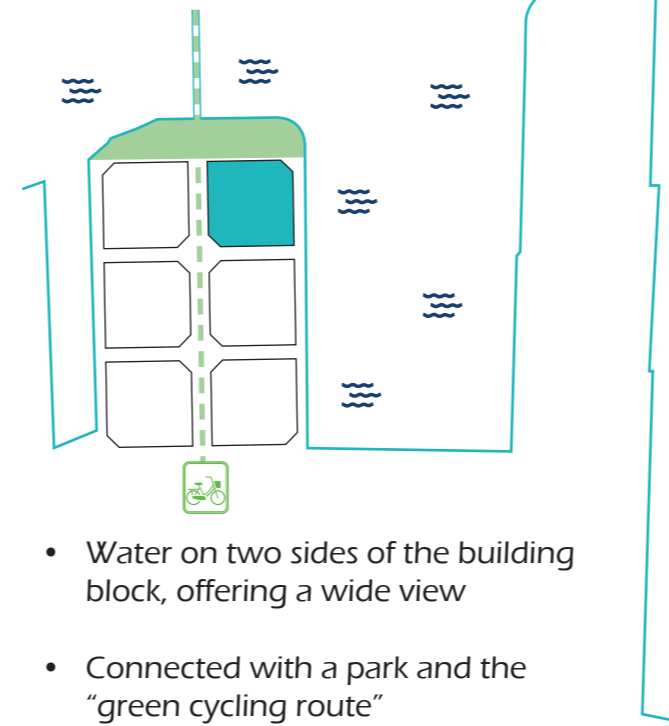 • Water on two sides of the building
block, offering a wide view
• Connected with a park and the
“green cycling route”